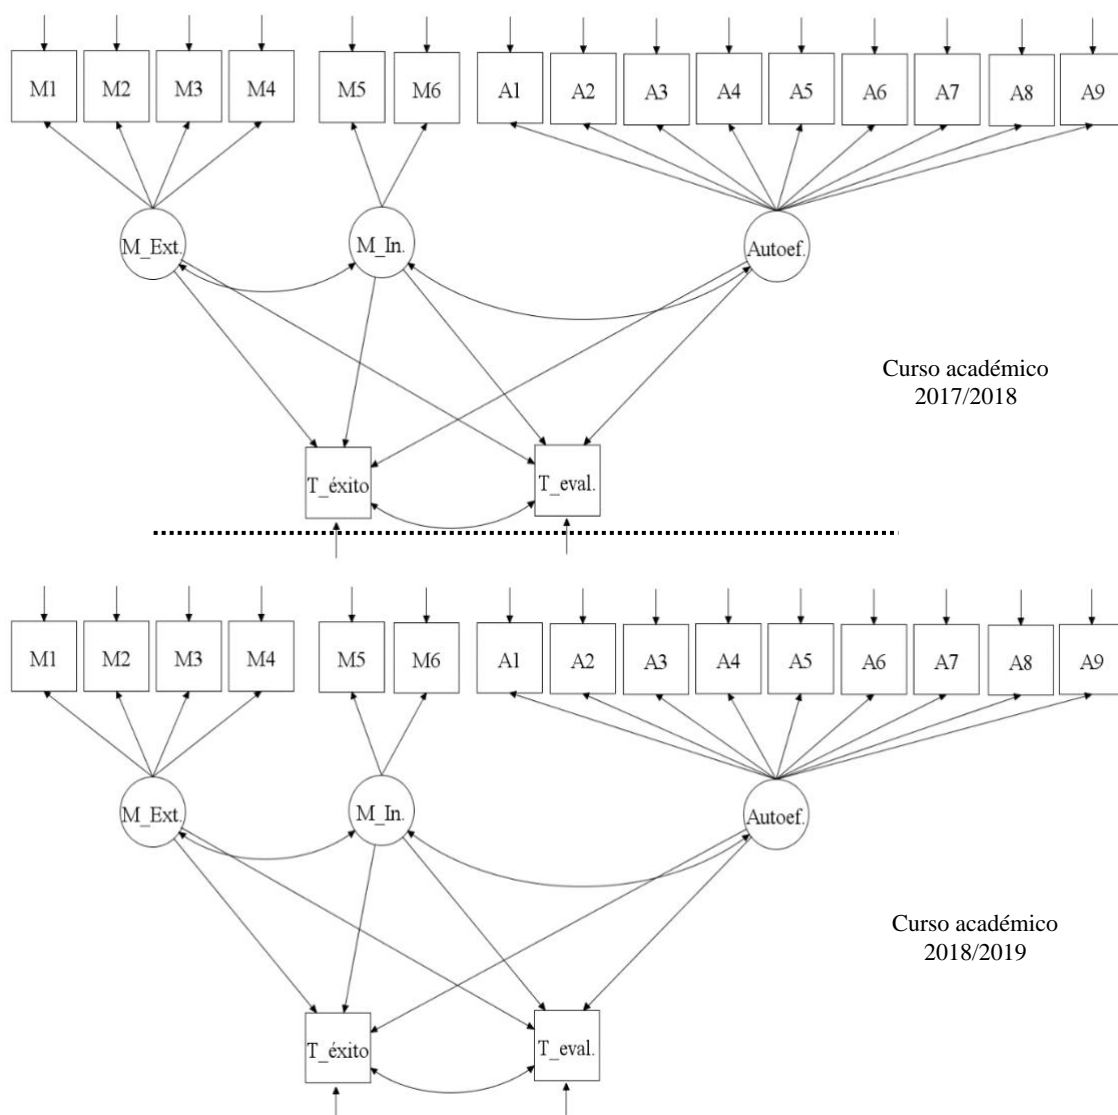 M1 M2 M3 M4 M5 M6 A1 A2 A3 A4 A5 A6 A7 A8 A9
M_Ext. M_In. Autoef.
Curso académico
2017/2018
T_éxito T_eval.
M1 M2 M3 M4 M5 M6 A1 A2 A3 A4 A5 A6 A7 A8 A9
M_Ext. M_In. Autoef.
Curso académico
2018/2019
T_éxito T_eval.